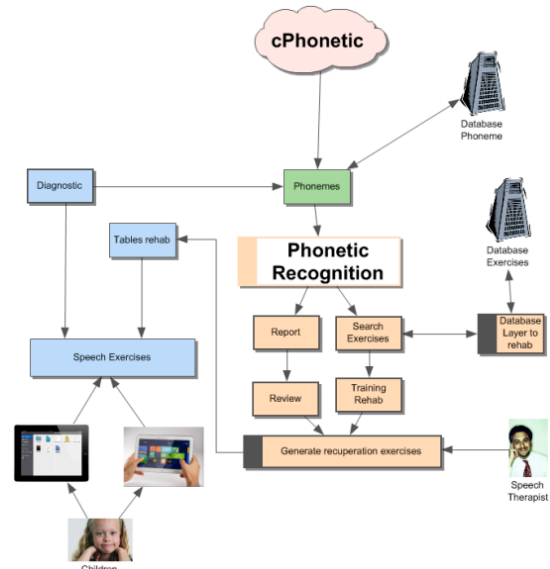 cPhonetic
Database
Phoneme
Diagnostic
Phonemes
Tables rehab
Phonetic
Recognition
Database
Exercises
Report
Search
Exercises
Database
Layer to
rehab
Speech Exercises
Review
Training
Rehab
Generate recuperation exercises
Speech
Therapist
Children